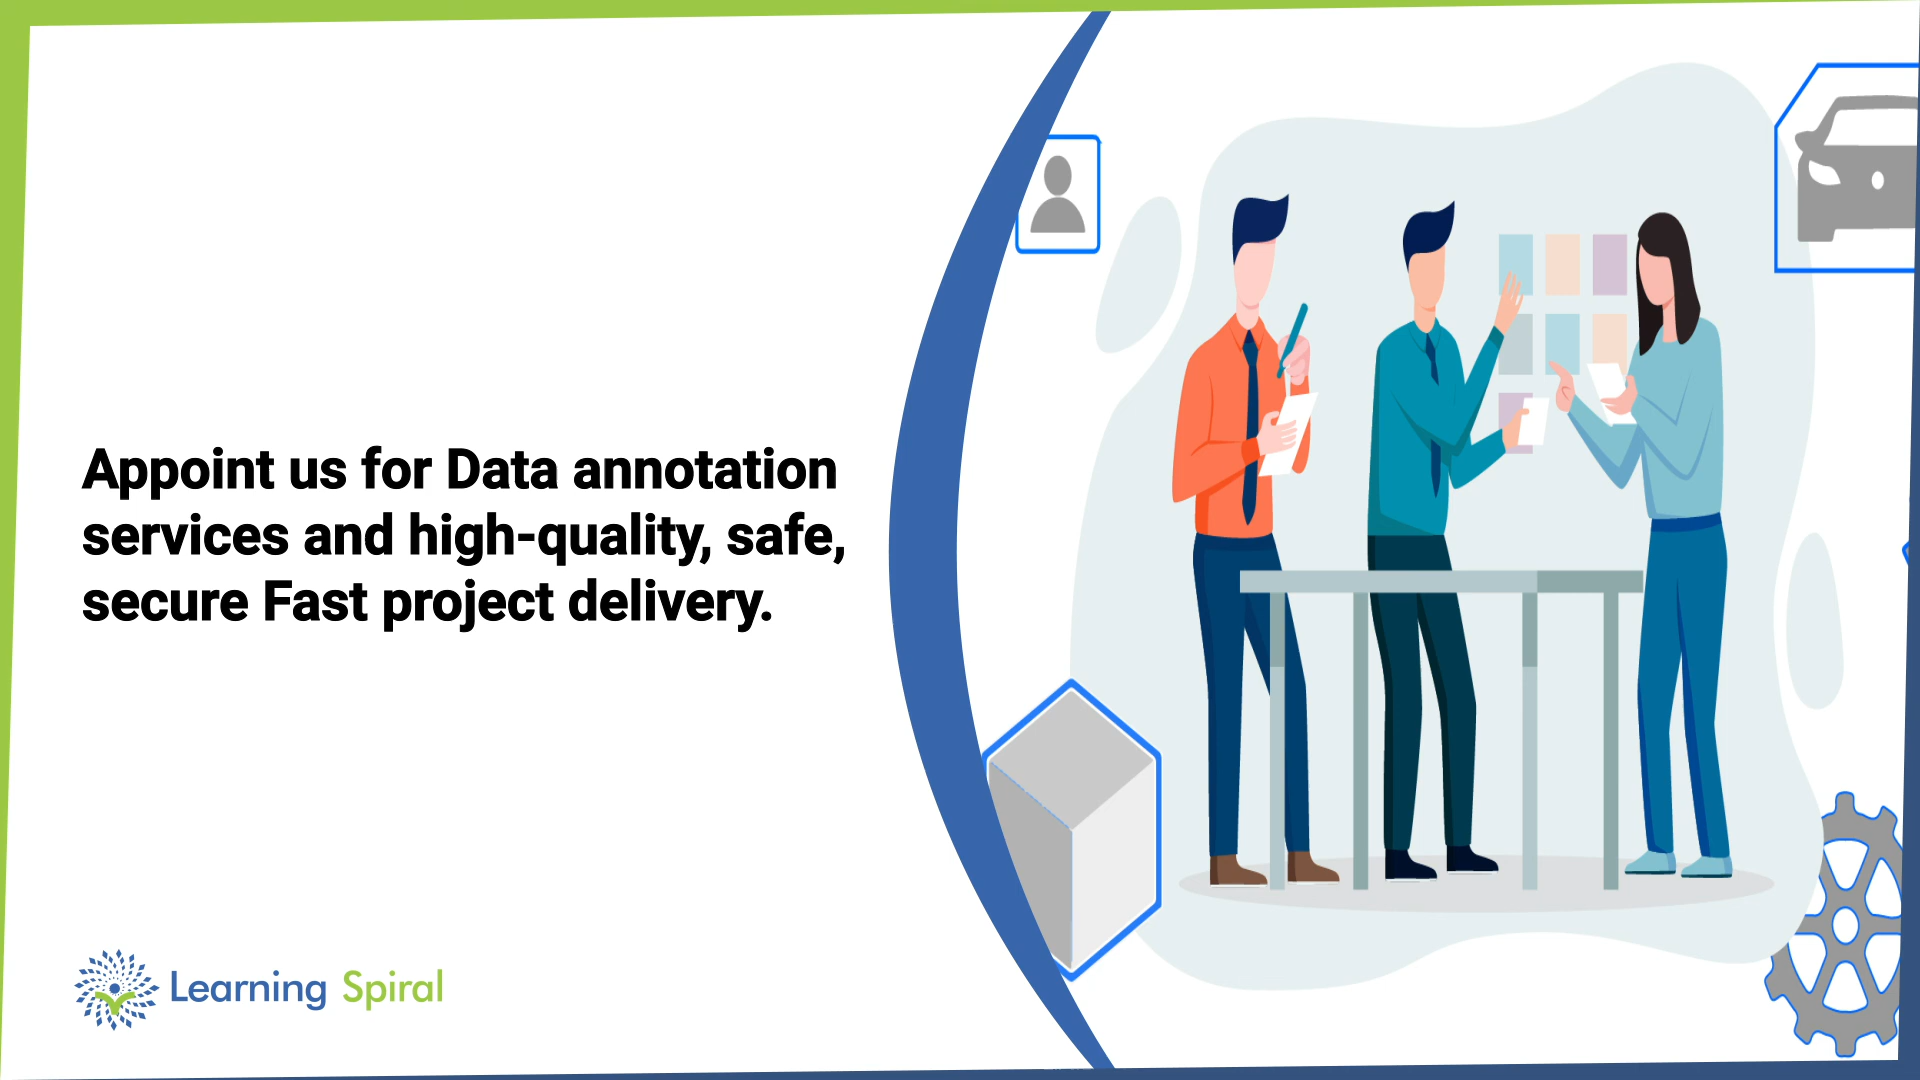 Appoint us for Data annotation
services and high-quality, safe,
secure Fast project delivery.
Learning Spiral